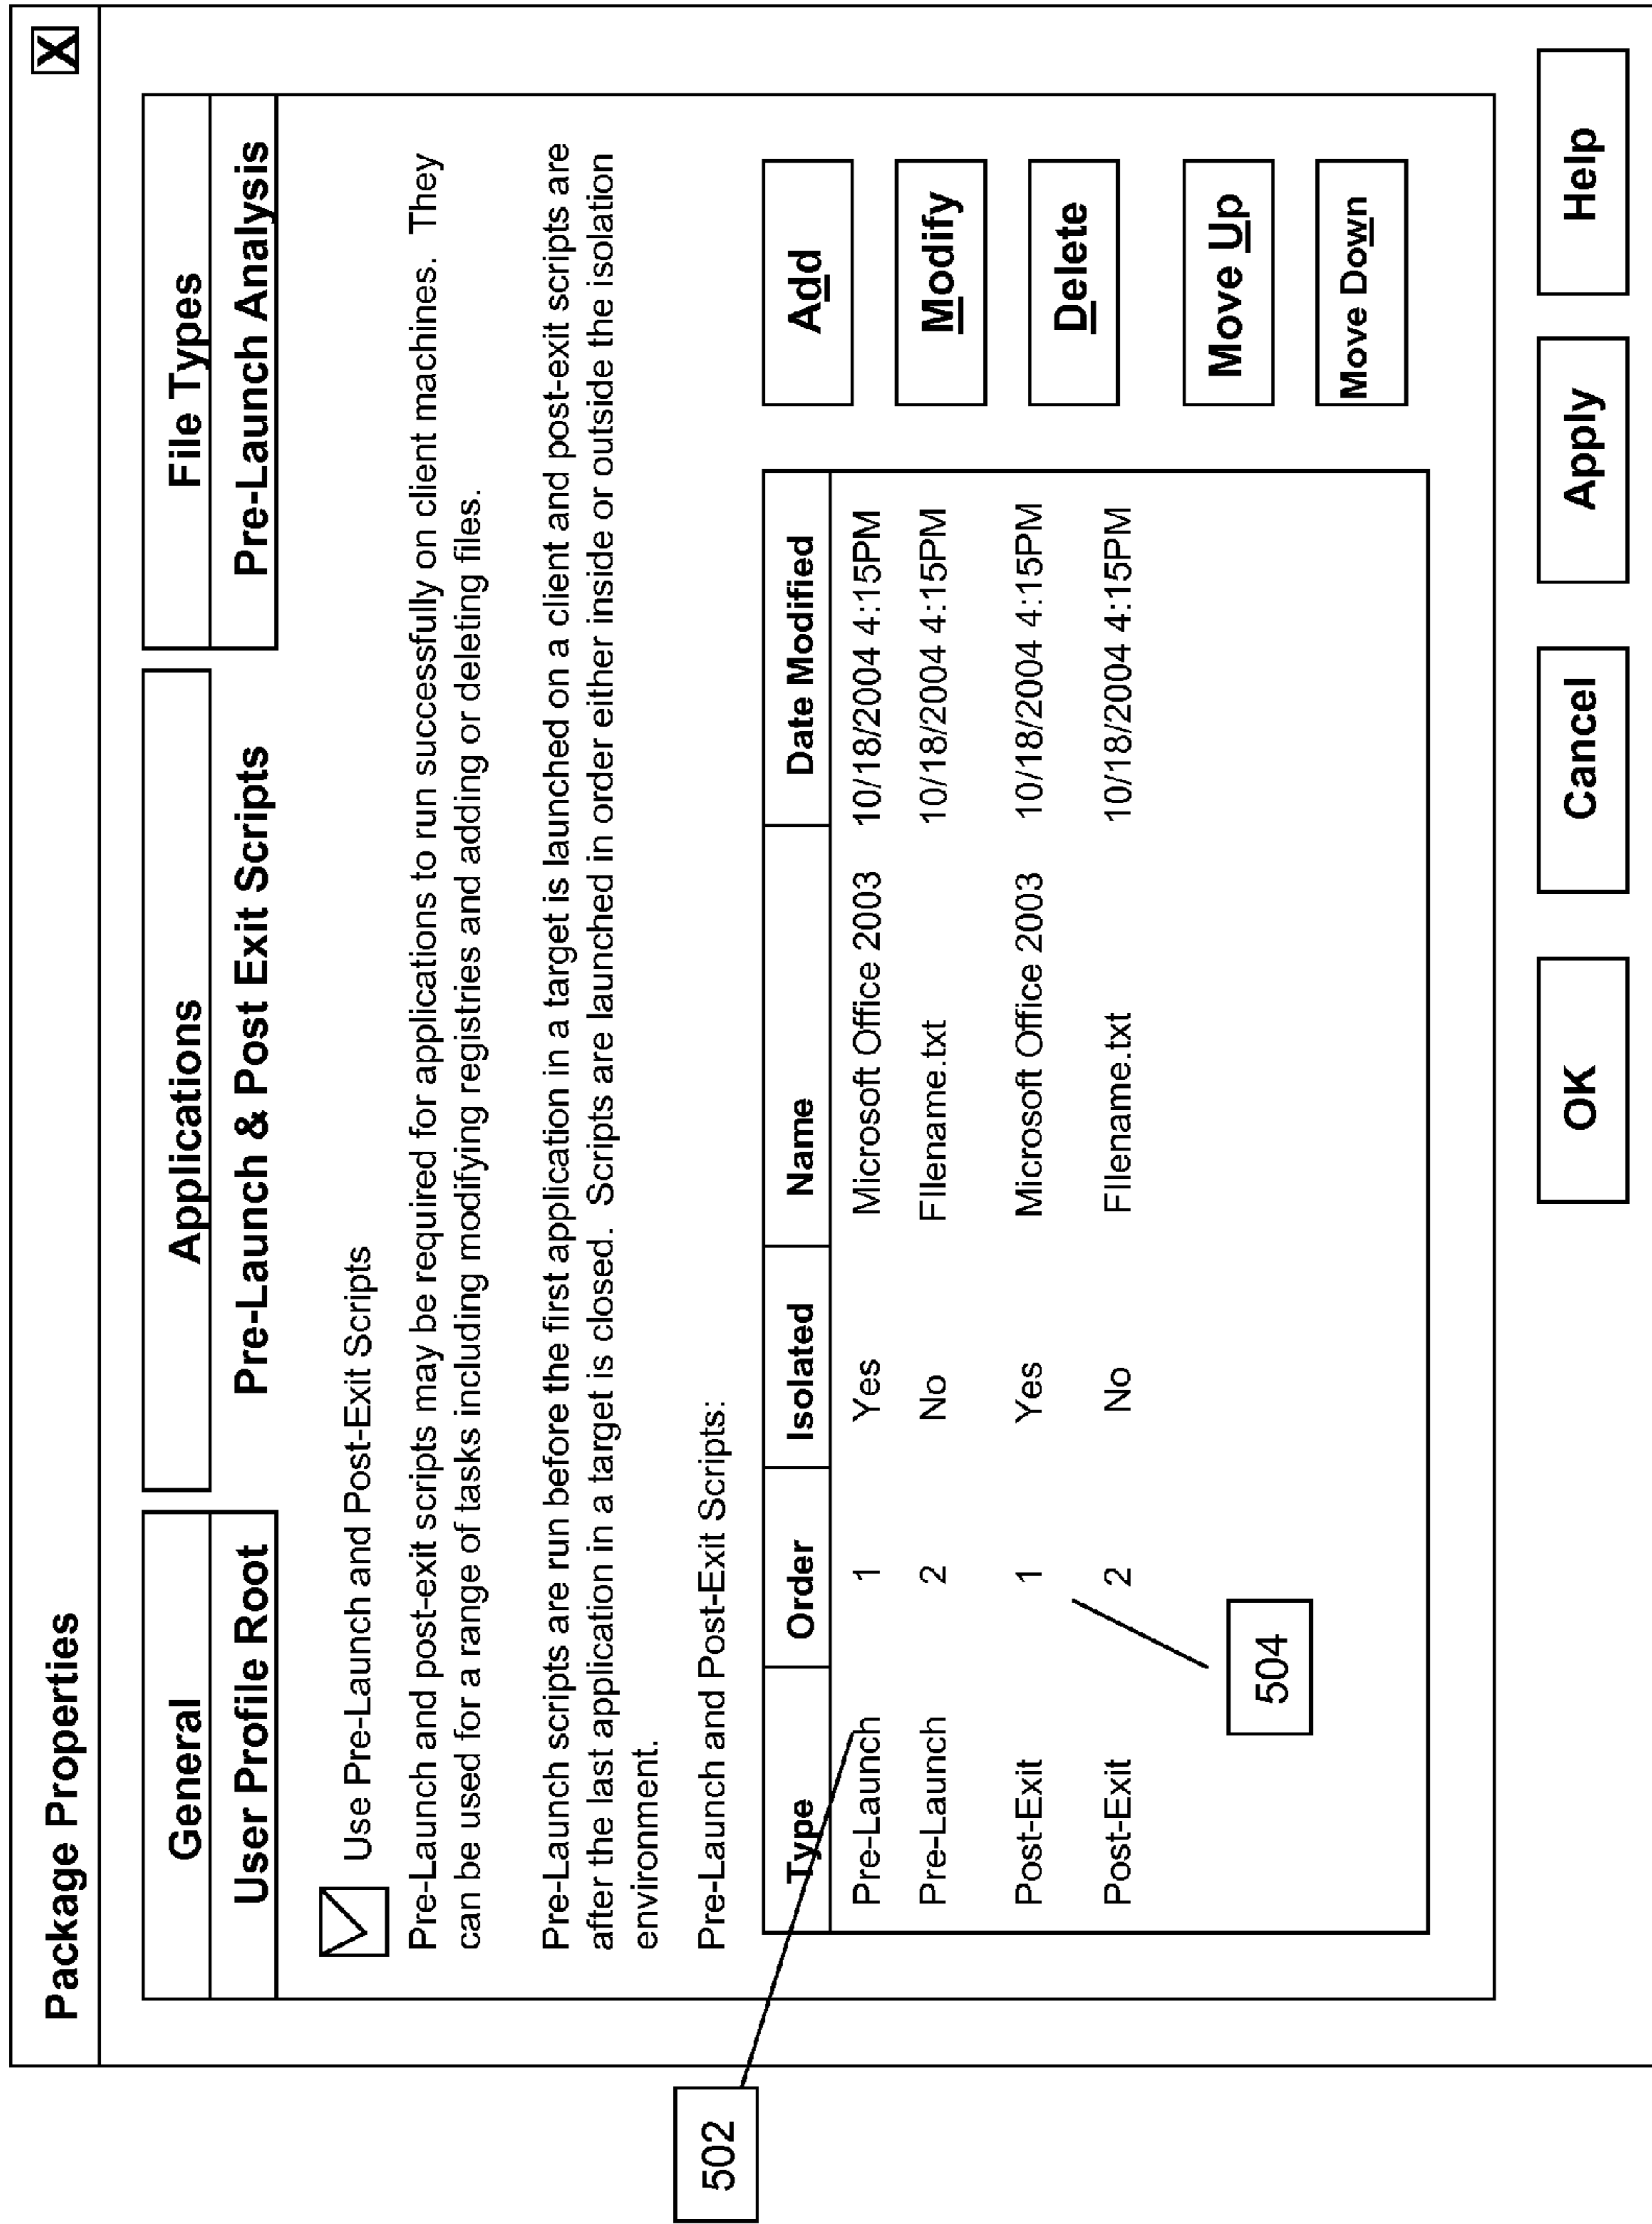 Package Properties X
General Applications File Types
User Profile Root Pre-Launch & Post Exit Scripts Pre-Launch Analysis
Use Pre-Launch and Post-Exit Scripts
Pre-Launch and post-exit scripts may be required for applications to run successfully on client machines. They
can be used for a range of tasks including modifying registries and adding or deleting files.
Pre-Launch scripts are run before the first application in a target is launched on a client and post-exit scripts are
after the last application in a target is closed. Scripts are launched in order either inside or outside the isolation
environment.
Pre-Launch and Post-Exit Scripts:
502
Type Order Isolated Name Date Modified
Pre-Launch 1 Yes Microsoft Office 2003 10/18/2004 4:15PM
Pre-Launch 2 No FIlename.txt 10/18/2004 4:15PM
Post-Exit 1 Yes Microsoft Office 2003 10/18/2004 4:15PM
Post-Exit 2 No FIlename.txt 10/18/2004 4:15PM
504
Add
Modify
Delete
Move Up
Move Down
OK Cancel Apply Help